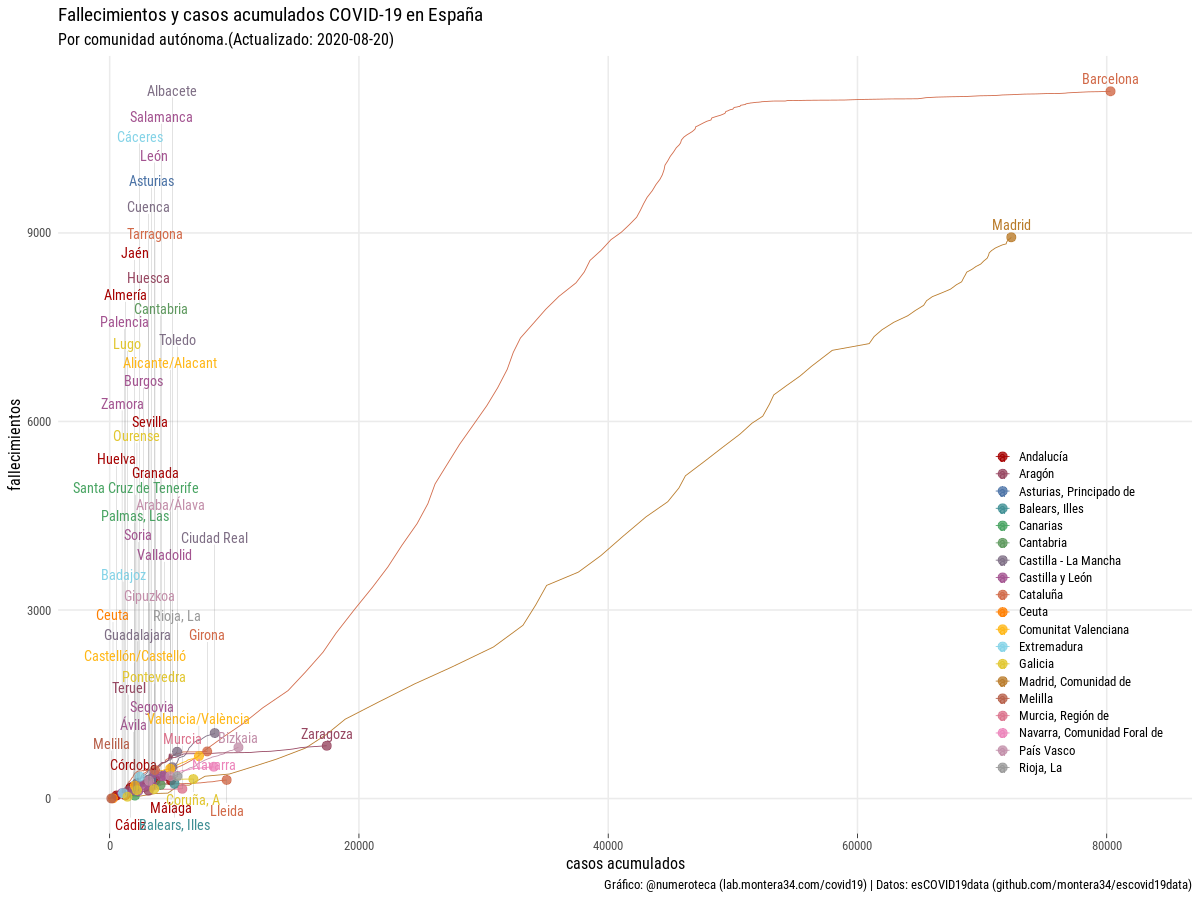 Fallecimientos y casos acumulados COVID-19 en España
Por comunidad autónoma.(Actualizado: 2020-08-20)
Barcelona
Albacete
Salamanca
Cáceres
León
Asturias
Cuenca
Madrid
Tarragona
9000
Jaén
Huesca
Almería
Cantabria
Palencia
Toledo
Lugo
Alicante/Alacant
Burgos
Zamora
Sevilla
6000
Ourense
Huelva
Granada
Santa Cruz de Tenerife
Araba/Álava
Palmas, Las
Soria
Ciudad Real
Valladolid
Badajoz
Gipuzkoa
3000
Ceuta
Rioja, La
Guadalajara
Girona
Castellón/Castelló
Pontevedra
Teruel
Segovia
Valencia/València
Ávila
Zaragoza
Murcia
Bizkaia
Melilla
Córdoba
Navarra
0
Coruña, A
Málaga
Lleida
Cádiz
Balears, Illes
fallecimientos
Andalucía
Aragón
Asturias, Principado de
Balears, Illes
Canarias
Cantabria
Castilla - La Mancha
Castilla y León
Cataluña
Ceuta
Comunitat Valenciana
Extremadura
Galicia
Madrid, Comunidad de
Melilla
Murcia, Región de
Navarra, Comunidad Foral de
País Vasco
Rioja, La
0 20000 40000 60000 80000
casos acumulados
Gráfico: @numeroteca (lab.montera34.com/covid19) | Datos: esCOVID19data (github.com/montera34/escovid19data)